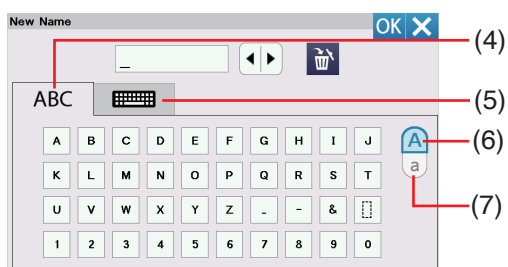 New Name
OK
(4)
_
ABC
(5)
A B C D E F G H I J
A
(6)
K L M N O P Q R S T
a
(7)
U V W X Y Z _ - &
1 2 3 4 5 6 7 8 9 0